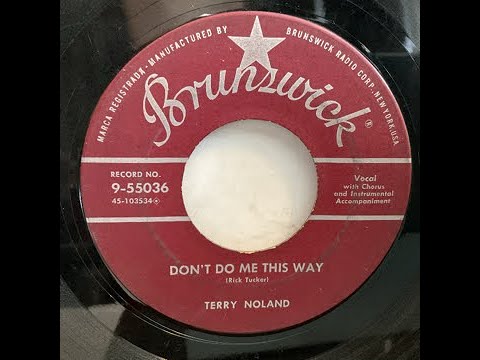 MARCA REGISTRADA - MANUFACTURED BY
BRUNSWICK RADIO CORP., NEW YORK, USA
Brunswick®
RECORD NO.
9-55036
45-103534
Vocal
with Chorus
and Instrumental
Accompaniment
DON'T DO ME THIS WAY
(Rick Tucker)
TERRY NOLAND